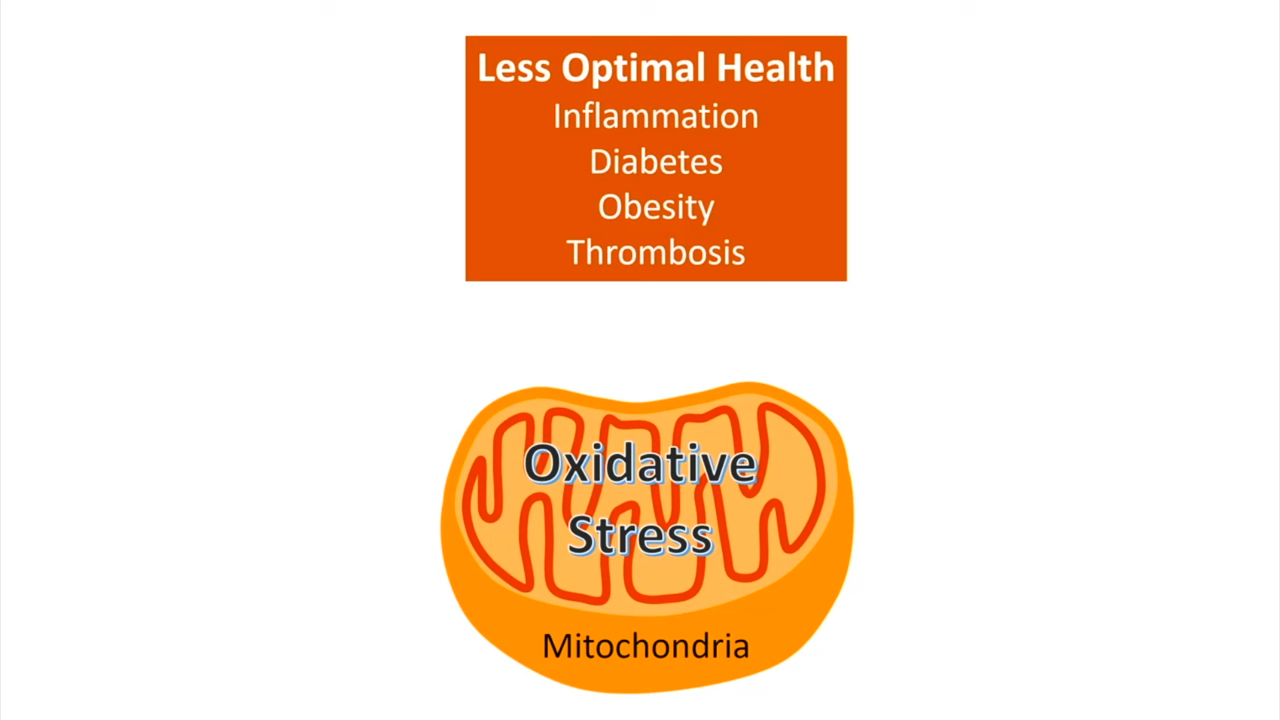 Less Optimal Health
Inflammation
Diabetes
Obesity
Thrombosis
Oxidative
Stress
Mitochondria